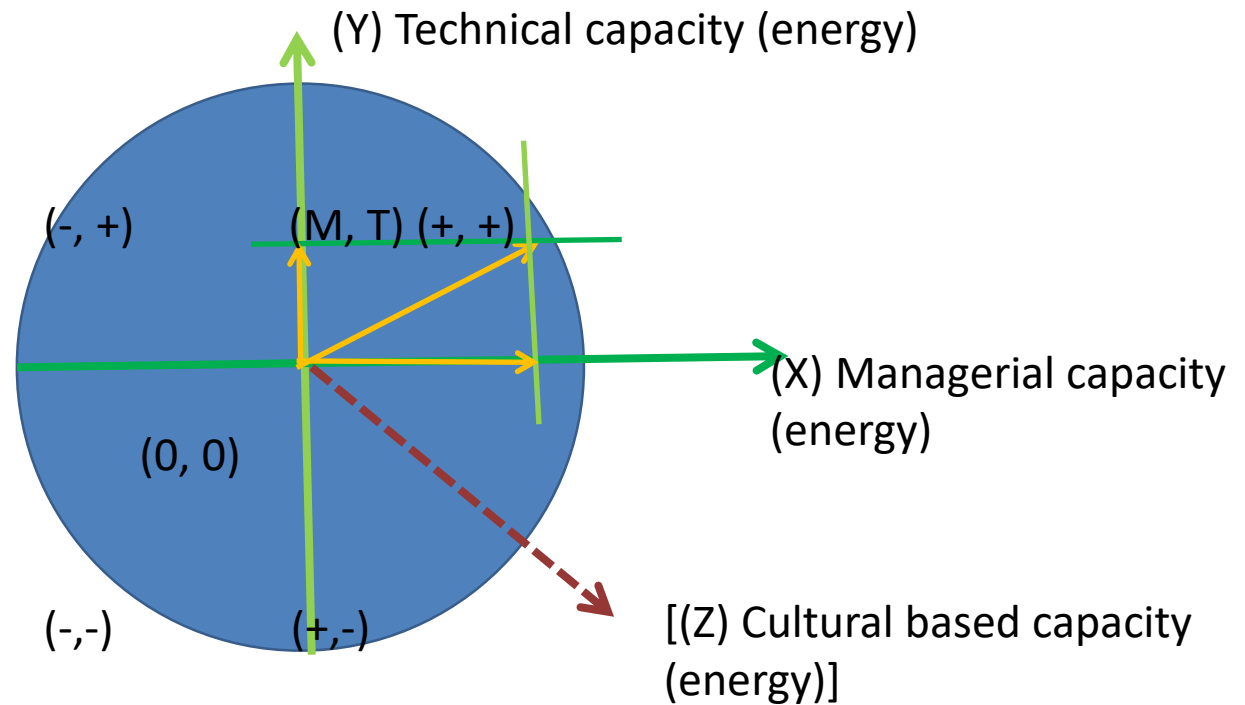 (Y) Technical capacity (energy)
(-, +)
(M, T) (+, +)
(X) Managerial capacity
(energy)
(0, 0)
(-,-)
(+,-)
[(Z) Cultural based capacity
(energy)]